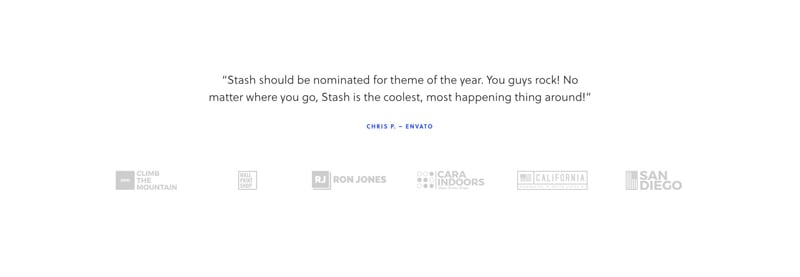 “Stash should be nominated for theme of the year. You guys rock! No
matter where you go, Stash is the coolest, most happening thing around!”
CHRIS P. – ENVATO
CLIMB
THE
MOUNTAIN
WALL
PRINT
SHOP
RJ RON JONES
CARA
INDOORS
CALIFORNIA
SAN
DIEGO